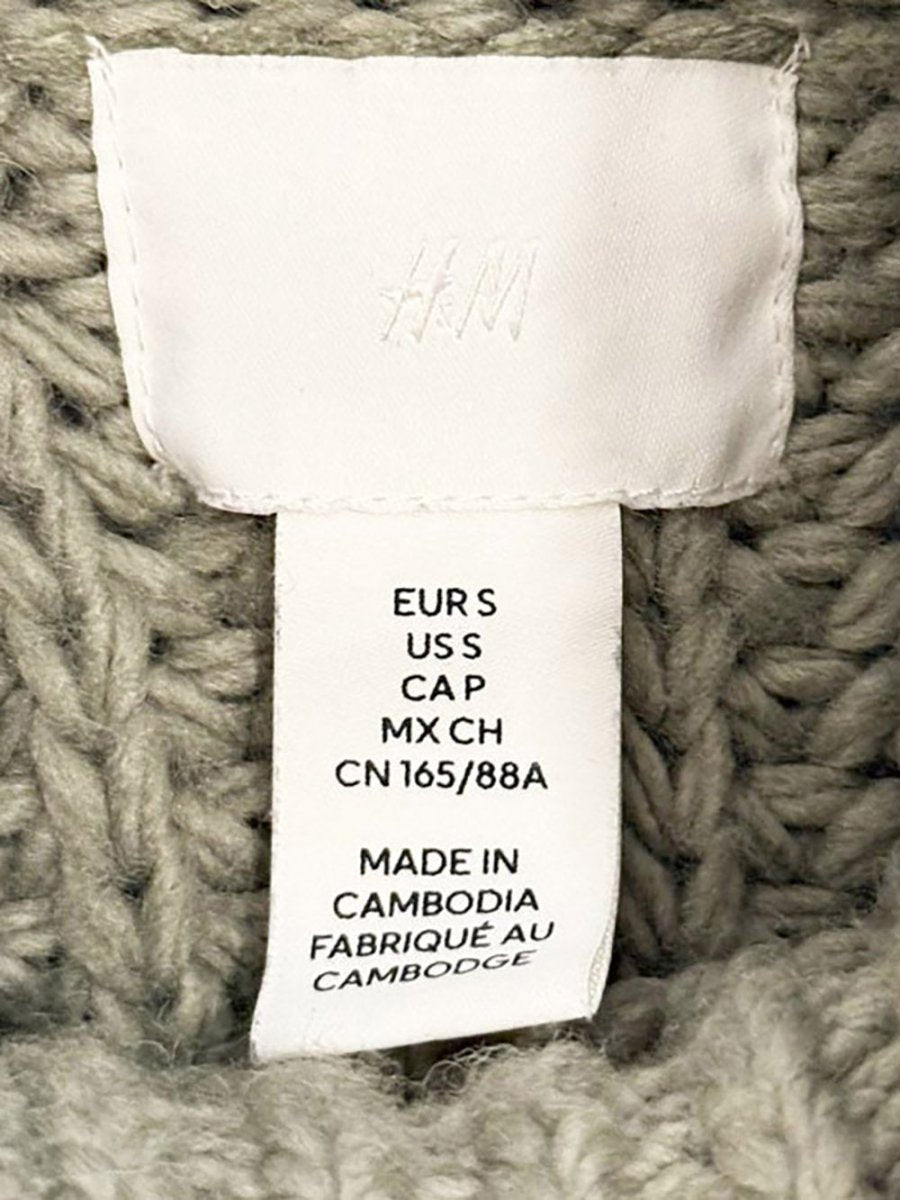 H&M
EUR S
US S
CA P
MX CH
CN 165/88A
MADE IN
CAMBODIA
FABRIQUÉ AU
CAMBODGE